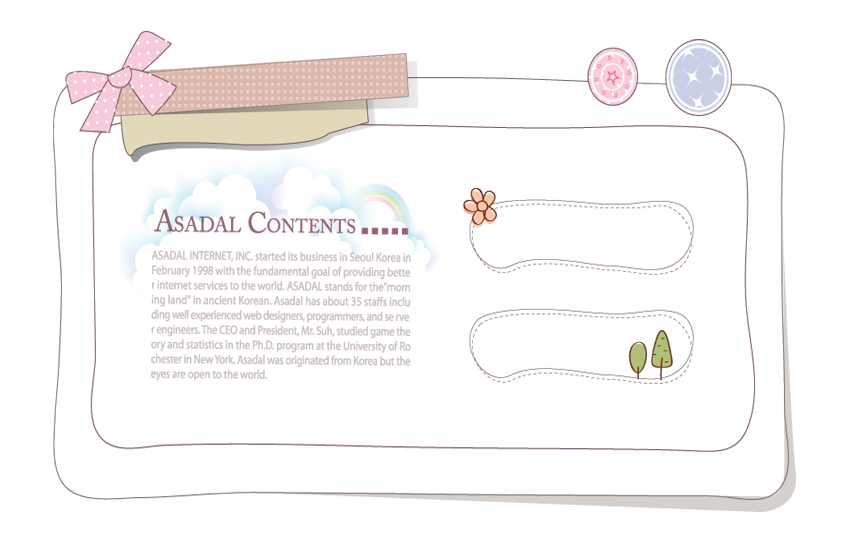 ASADAL CONTENTS
ASADAL INTERNET, INC. started its business in Seoul Korea in
February 1998 with the fundamental goal of providing bette
r internet services to the world. ASADAL stands for the"morn
ing land" in ancient Korean. Asadal has about 35 staffs inclu
ding well experienced web designers, programmers, and se rve
r engineers. The CEO and President, Mr. Suh, studied game the
ory and statistics in the Ph.D. program at the University of Ro
chester in New York. Asadal was originated from Korea but the
eyes are open to the world.